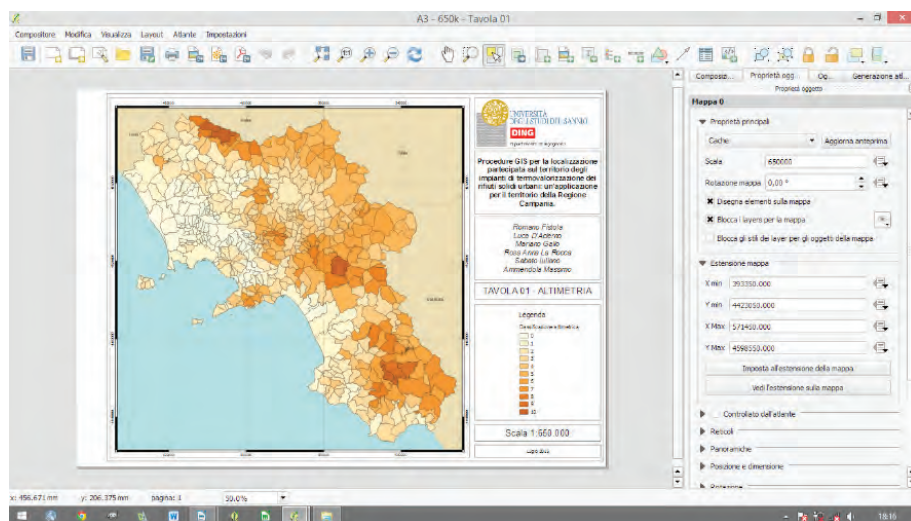 A3 - 650k - Tavola 01
Compositore Modifica Visualizza Layout Atlante Impostazioni
Composiz... Proprietà ogg... Og... Generazione atl...
Proprietà oggetto
Mappa 0
Proprietà principali
Cache Aggiorna anteprima
Scala 650000
Rotazione mappa 0,00 °
Disegna elementi sulla mappa
Blocca i layers per la mappa
Blocca gli stili dei layer per gli oggetti della mappa
Estensione mappa
X min 393350.000
Y min 4423050.000
X Max 571450.000
Y Max 4598550.000
Imposta all'estensione della mappa
Vedi l'estensione sulla mappa
Controllato dall'atlante
Reticoli
Panoramiche
Posizione e dimensione
Rotazione
UNIVERSITÀ
DEGLI STUDI DEL SANNIO
DING
Procedure GIS per la localizzazione
partecipata sul territorio degli
impianti di termovalorizzazione dei
rifiuti solidi urbani: un'applicazione
per il territorio della Regione
Campania.
Romano Fistola
Mariano Gallo
Rosa Anna La Rocca
Sabato Iuliano
Ammendola Massimo
TAVOLA 01 - ALTIMETRIA
Legenda
Classificazione altimetrica
4
5
6
7
8
9
10
Scala 1:650.000
x: 456.671 mm y: 206.375 mm pagina: 1 50.0%
18:16